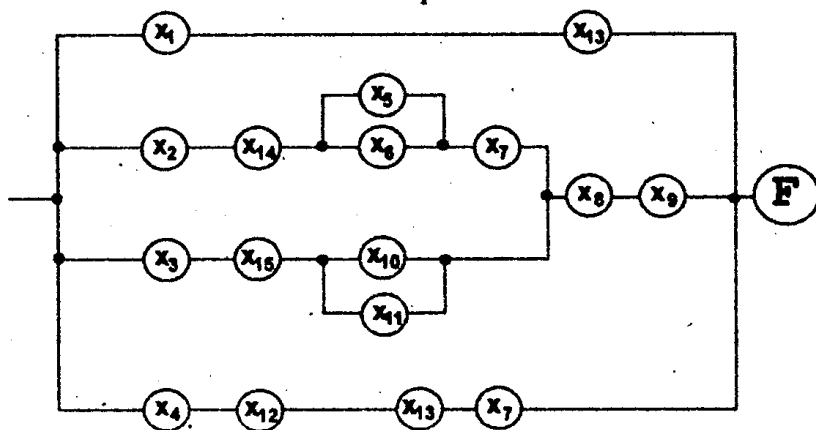 x₁ x₁₃
x₅
x₂ x₁₄ x₆ x₇
x₈ x₉ F
x₃ x₁₅ x₁₀
x₁₁
x₄ x₁₂ x₁₃ x₇